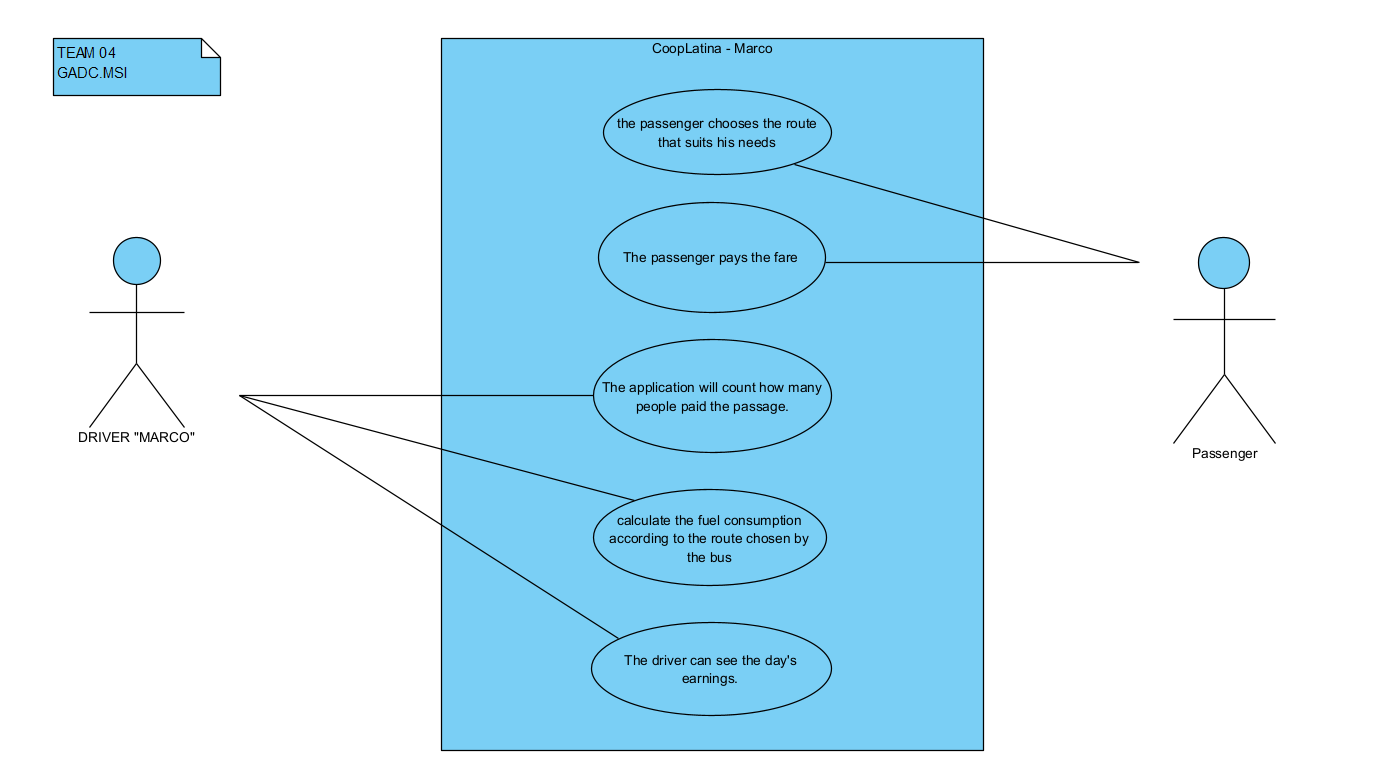 TEAM 04
GADC.MSI
CoopLatina - Marco
the passenger chooses the route
that suits his needs
The passenger pays the fare
The application will count how many
people paid the passage.
calculate the fuel consumption
according to the route chosen by
the bus
The driver can see the day's
earnings.
DRIVER "MARCO"
Passenger